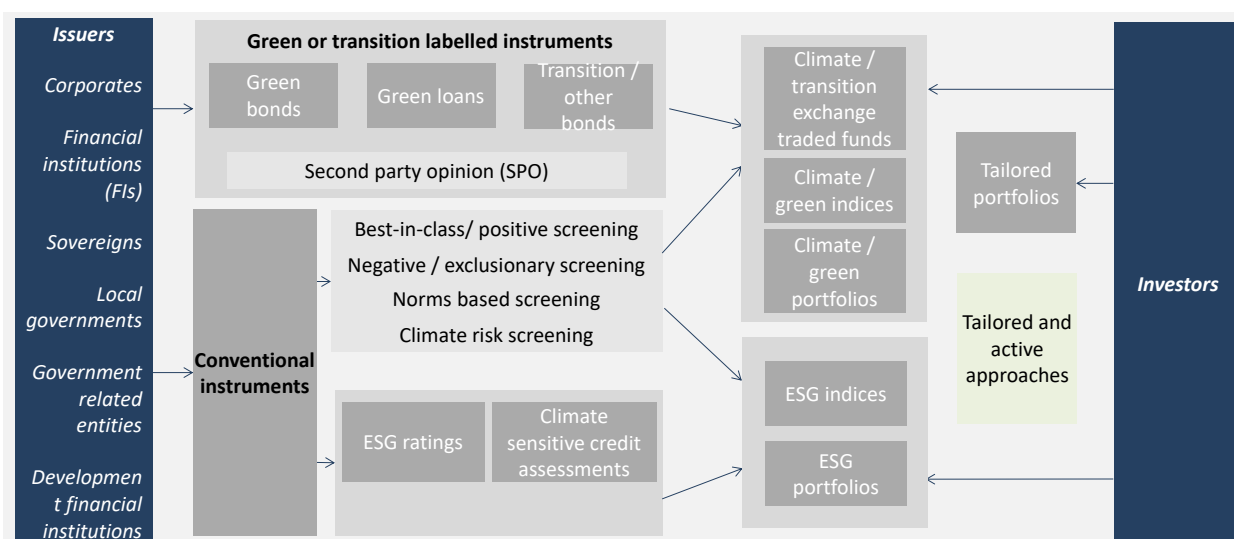 Issuers
Corporates
Financial
institutions
(FIs)
Sovereigns
Local
governments
Government
related
entities
Developmen
t financial
institutions
Green or transition labelled instruments
Green
bonds
Green loans
Transition /
other
bonds
Second party opinion (SPO)
Conventional
instruments
Best-in-class/ positive screening
Negative / exclusionary screening
Norms based screening
Climate risk screening
ESG ratings
Climate
sensitive credit
assessments
Climate /
transition
exchange
traded funds
Climate /
green indices
Climate /
green
portfolios
ESG indices
ESG
portfolios
Tailored
portfolios
Tailored and
active
approaches
Investors